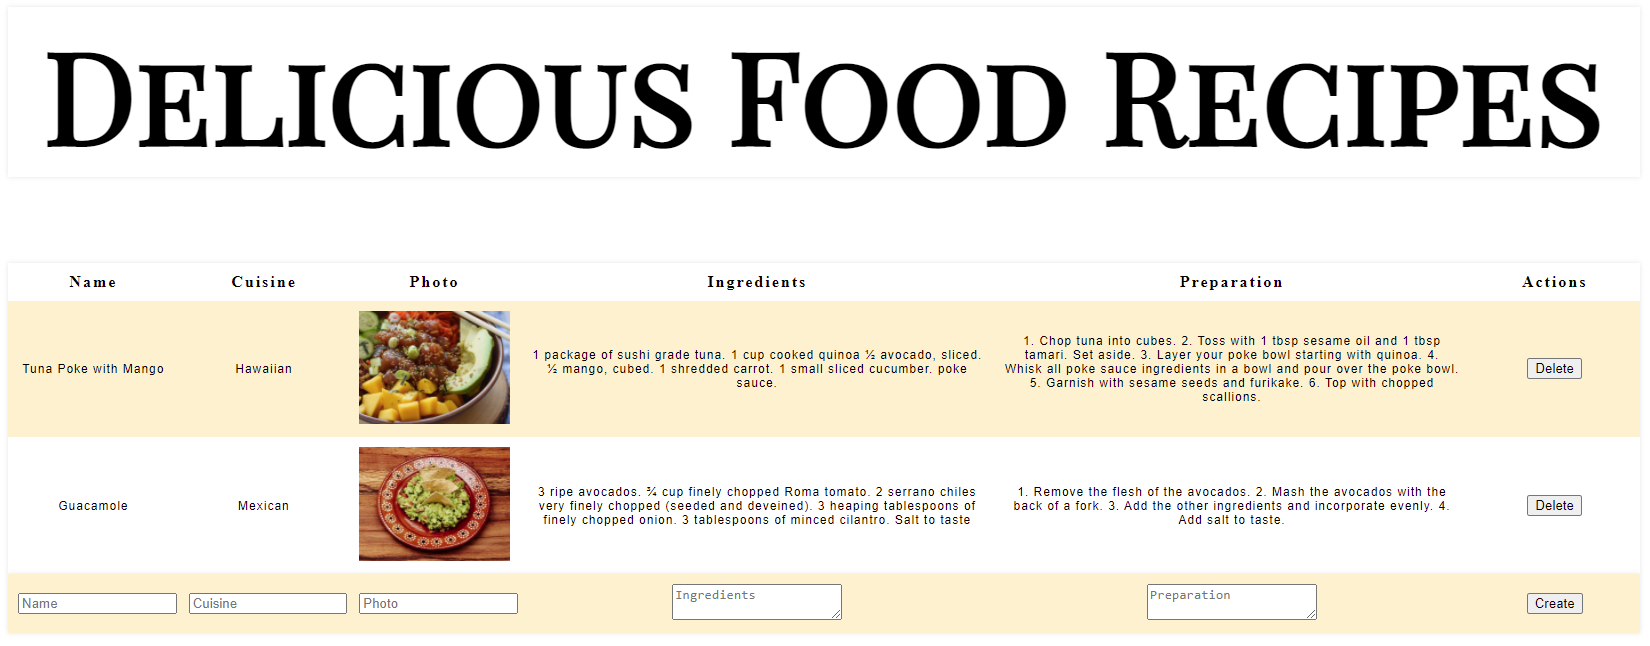 Delicious Food Recipes
Name Cuisine Photo Ingredients Preparation Actions
Tuna Poke with Mango
Hawaiian
1 package of sushi grade tuna. 1 cup cooked quinoa ½ avocado, sliced.
½ mango, cubed. 1 shredded carrot. 1 small sliced cucumber. poke
sauce.
1. Chop tuna into cubes. 2. Toss with 1 tbsp sesame oil and 1 tbsp
tamari. Set aside. 3. Layer your poke bowl starting with quinoa. 4.
Whisk all poke sauce ingredients in a bowl and pour over the poke bowl.
5. Garnish with sesame seeds and furikake. 6. Top with chopped
scallions.
Delete
Guacamole
Mexican
3 ripe avocados. ¾ cup finely chopped Roma tomato. 2 serrano chiles
very finely chopped (seeded and deveined). 3 heaping tablespoons of
finely chopped onion. 3 tablespoons of minced cilantro. Salt to taste
1. Remove the flesh of the avocados. 2. Mash the avocados with the
back of a fork. 3. Add the other ingredients and incorporate evenly. 4.
Add salt to taste.
Delete
Name Cuisine Photo Ingredients Preparation Create